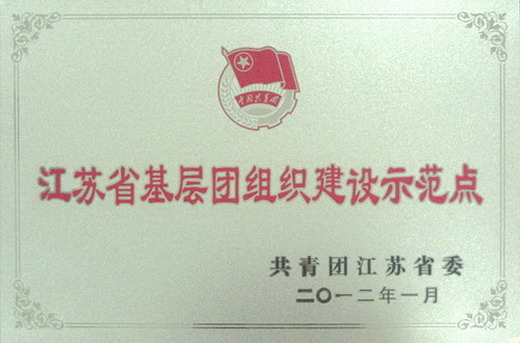 中国共青团
江苏省基层团组织建设示范点
共青团江苏省委
二〇一二年一月